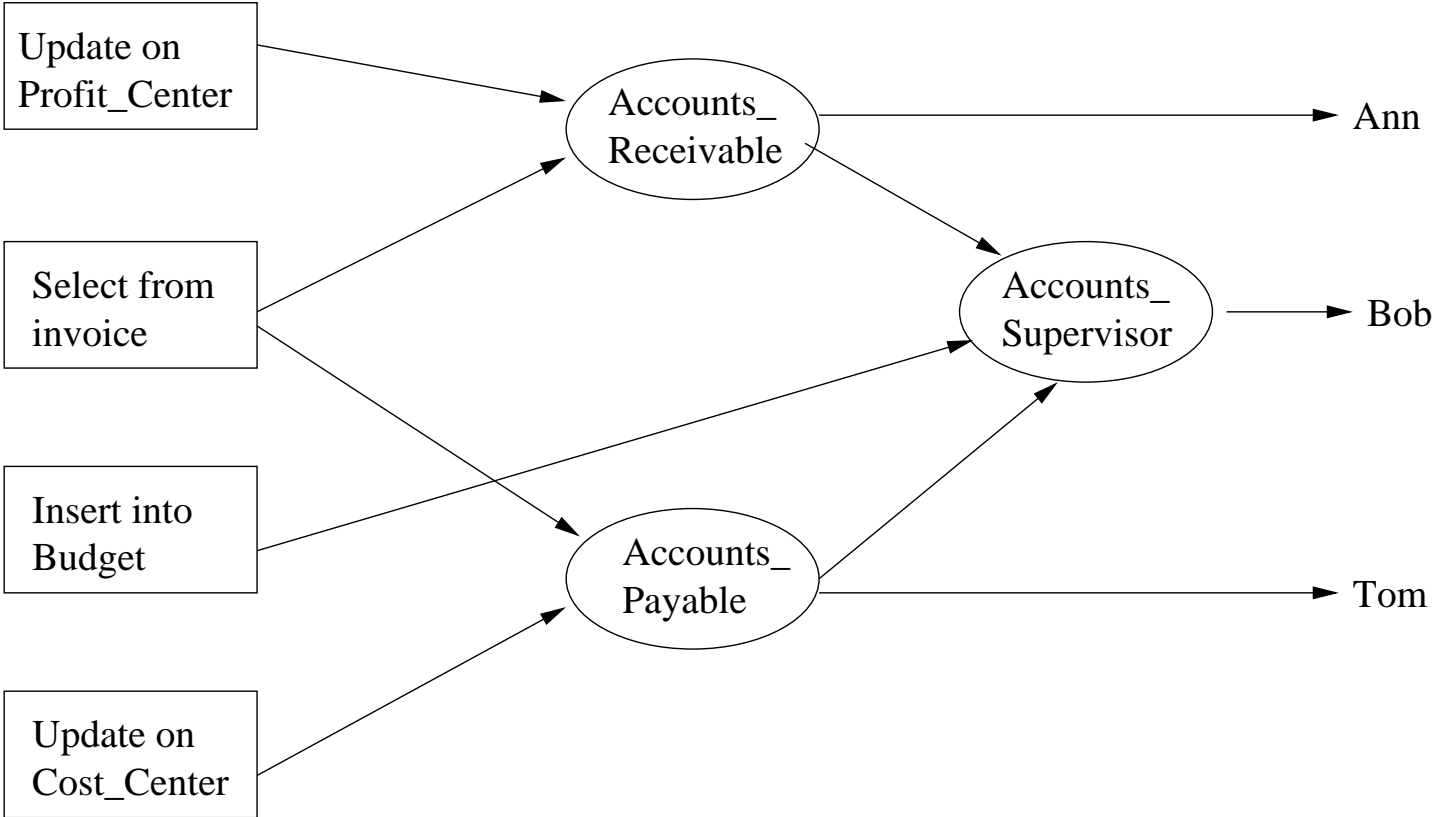 Update on
Profit_Center
Accounts_
Receivable
Ann
Select from
invoice
Accounts_
Supervisor
Bob
Insert into
Budget
Accounts_
Payable
Tom
Update on
Cost_Center